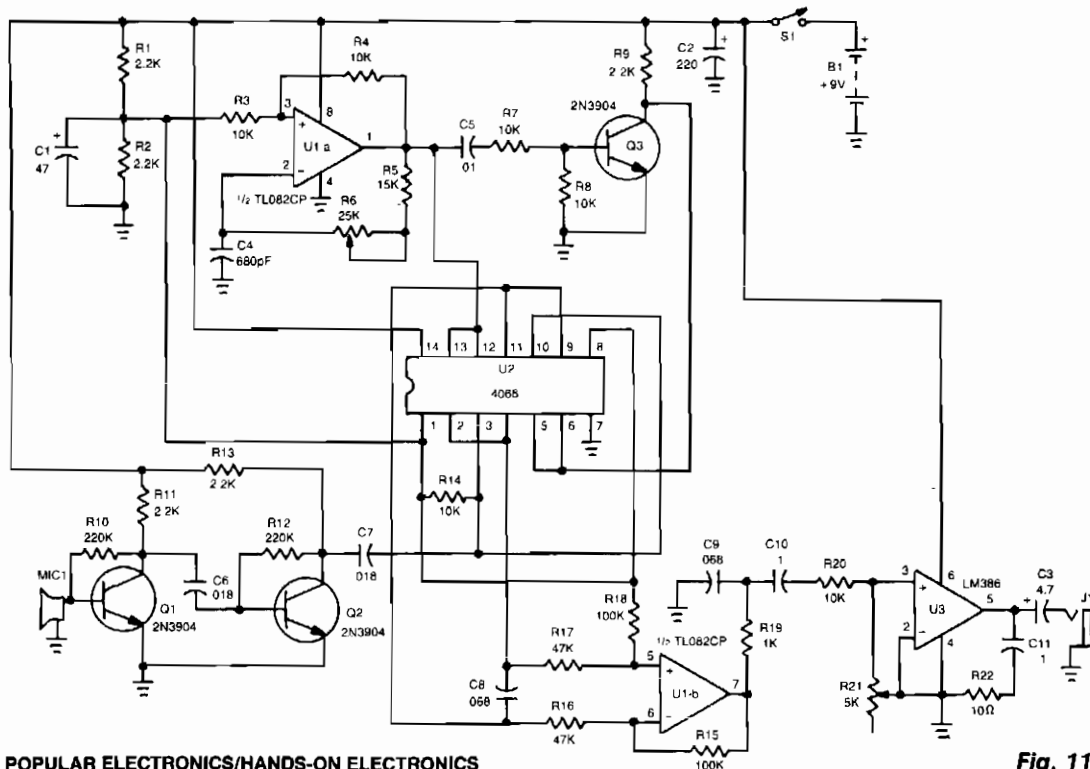 R1
2.2K
C1
47
R2
2.2K
R3
10K
R4
10K
3
8
+
U1 a
1
2
4
1/2 TL082CP
R5
15K
R6
25K
C4
680pF
C5
01
R7
10K
R8
10K
2N3904
Q3
R9
2 2K
C2
220
+
S1
B1
+9V
14
13
12
11
10
9
8
U2
4066
1
2
3
5
6
7
R13
2 2K
R11
2 2K
R10
220K
MIC1
Q1
2N3904
C6
018
R12
220K
Q2
2N3904
C7
018
R14
10K
R18
100K
R17
47K
C8
068
R16
47K
1/2 TL082CP
5
+
U1-b
7
6
R15
100K
R19
1K
C9
068
C10
1
R20
10K
R21
5K
3
6
LM386
U3
5
2
4
C3
4.7
J1
C11
1
R22
10Ω
POPULAR ELECTRONICS/HANDS-ON ELECTRONICS
Fig. 11